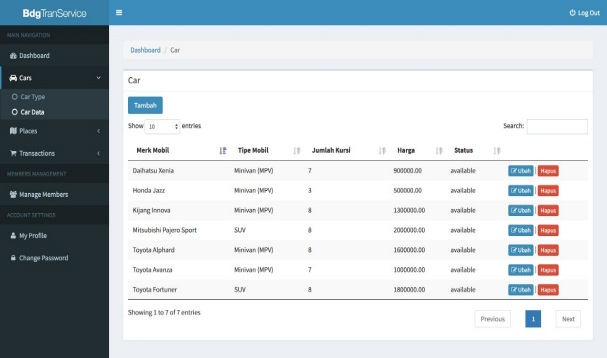 BdgTranService
Log Out
MAIN NAVIGATION
Dashboard
Cars
Car Type
Car Data
Places
Transactions
MEMBERS MANAGEMENT
Manage Members
ACCOUNT SETTINGS
My Profile
Change Password
Dashboard / Car
Car
Tambah
Show 10 entries Search:
Merk Mobil Tipe Mobil Jumlah Kursi Harga Status
Daihatsu Xenia Minivan (MPV) 7 900000.00 available Ubah | Hapus
Honda Jazz Minivan (MPV) 3 500000.00 available Ubah | Hapus
Kijang Innova Minivan (MPV) 8 1300000.00 available Ubah | Hapus
Mitsubishi Pajero Sport SUV 8 2000000.00 available Ubah | Hapus
Toyota Alphard Minivan (MPV) 8 1600000.00 available Ubah | Hapus
Toyota Avanza Minivan (MPV) 7 1000000.00 available Ubah | Hapus
Toyota Fortuner SUV 8 1800000.00 available Ubah | Hapus
Showing 1 to 7 of 7 entries
Previous 1 Next